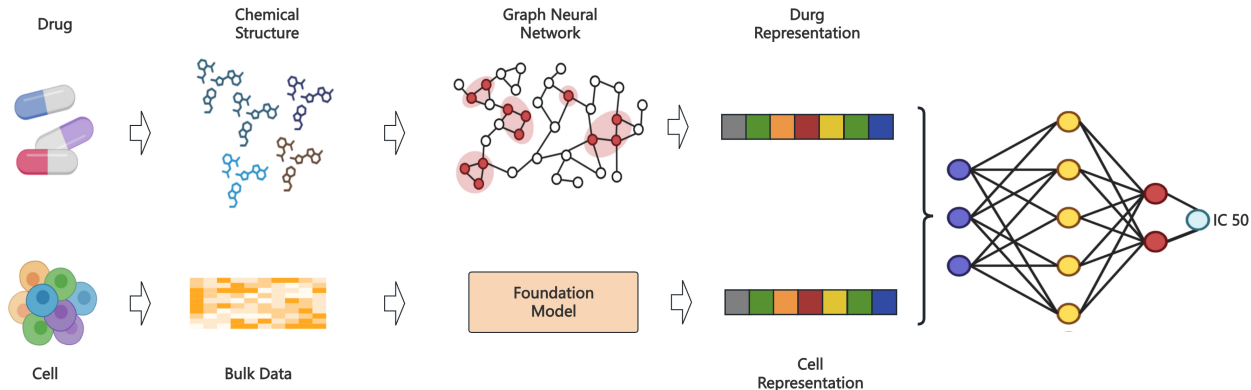 Drug
Chemical
Structure
Graph Neural
Network
Durg
Representation
IC 50
Foundation
Model
Cell
Bulk Data
Cell
Representation